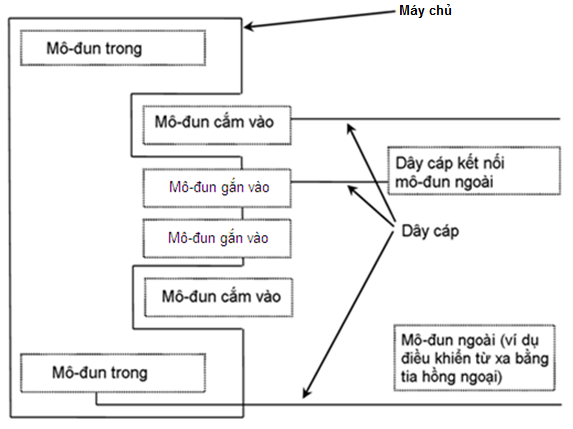 Máy chủ
Mô-đun trong
Mô-đun cắm vào
Dây cáp kết nối
mô-đun ngoài
Mô-đun gắn vào
Dây cáp
Mô-đun gắn vào
Mô-đun cắm vào
Mô-đun ngoài (ví dụ
điều khiển từ xa bằng
tia hồng ngoại)
Mô-đun trong